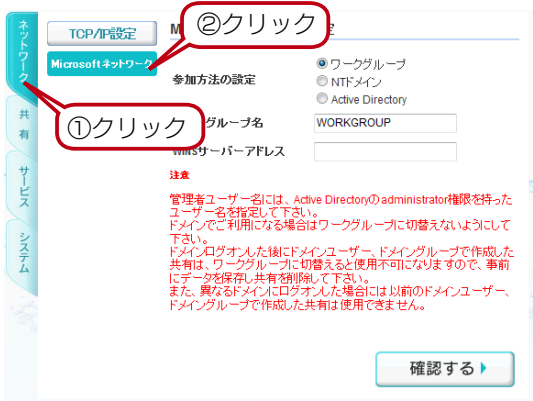 ネットワーク
共有
サービス
システム
TCP/IP設定
Microsoftネットワーク
②クリック
①クリック
M
定
参加方法の設定
ワークグループ
NTドメイン
Active Directory
グループ名
WORKGROUP
WINSサーバーアドレス
注意
管理者ユーザー名には、Active Directoryのadministrator権限を持った
ユーザー名を指定して下さい。
ドメインでご利用になる場合はワークグループに切替えないようにして
下さい。
ドメインログオンした後にドメインユーザー、ドメイングループで作成した
共有は、ワークグループに切替えると使用不可になりますので、事前
にデータを保存し共有を削除して下さい。
また、異なるドメインにログオンした場合には以前のドメインユーザー、
ドメイングループで作成した共有は使用できません。
確認する